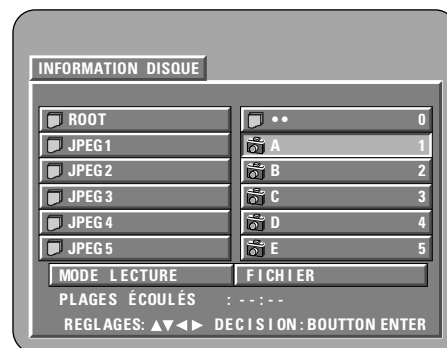 INFORMATION DISQUE
ROOT •• 0
JPEG1 A 1
JPEG2 B 2
JPEG3 C 3
JPEG4 D 4
JPEG5 E 5
MODE LECTURE FICHIER
PLAGES ÉCOULÉS : --:--
REGLAGES: ▲▼◄► DECISION:BOUTTON ENTER